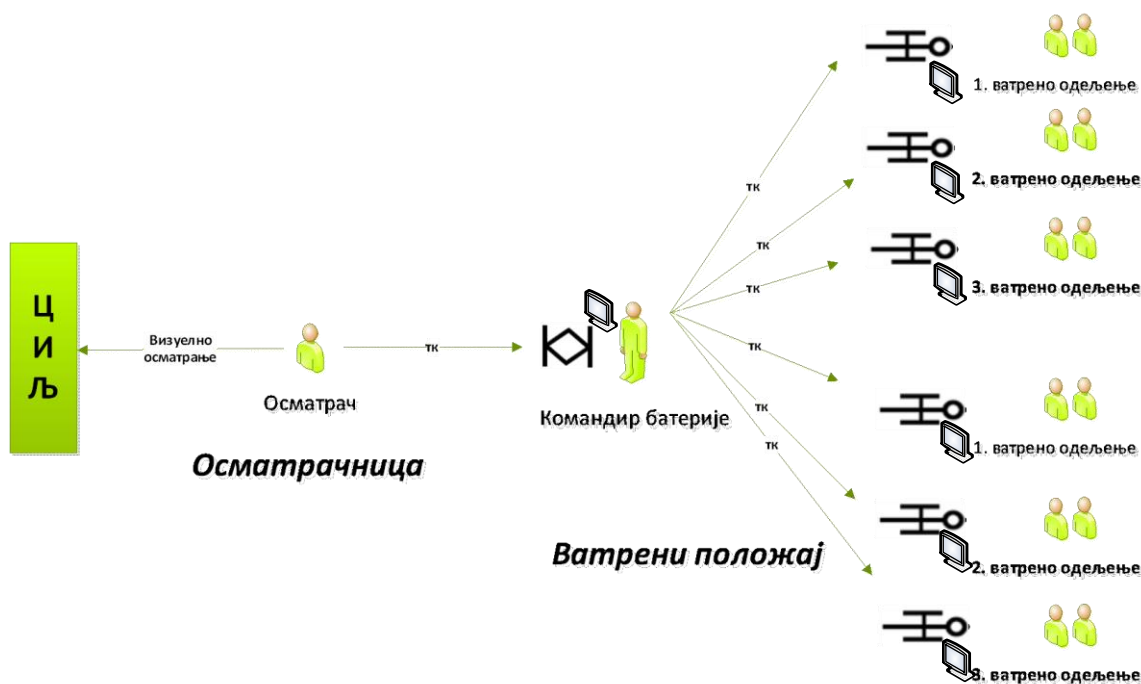 1. ватрено одељење
2. ватрено одељење
3. ватрено одељење
тк
тк
тк
тк
тк
тк
Ц
И
Љ
Визуелно
осматрање
тк
Осматрач
Командир батерије
Осматрачница
Ватрени положај
1. ватрено одељење
2. ватрено одељење
3. ватрено одељење